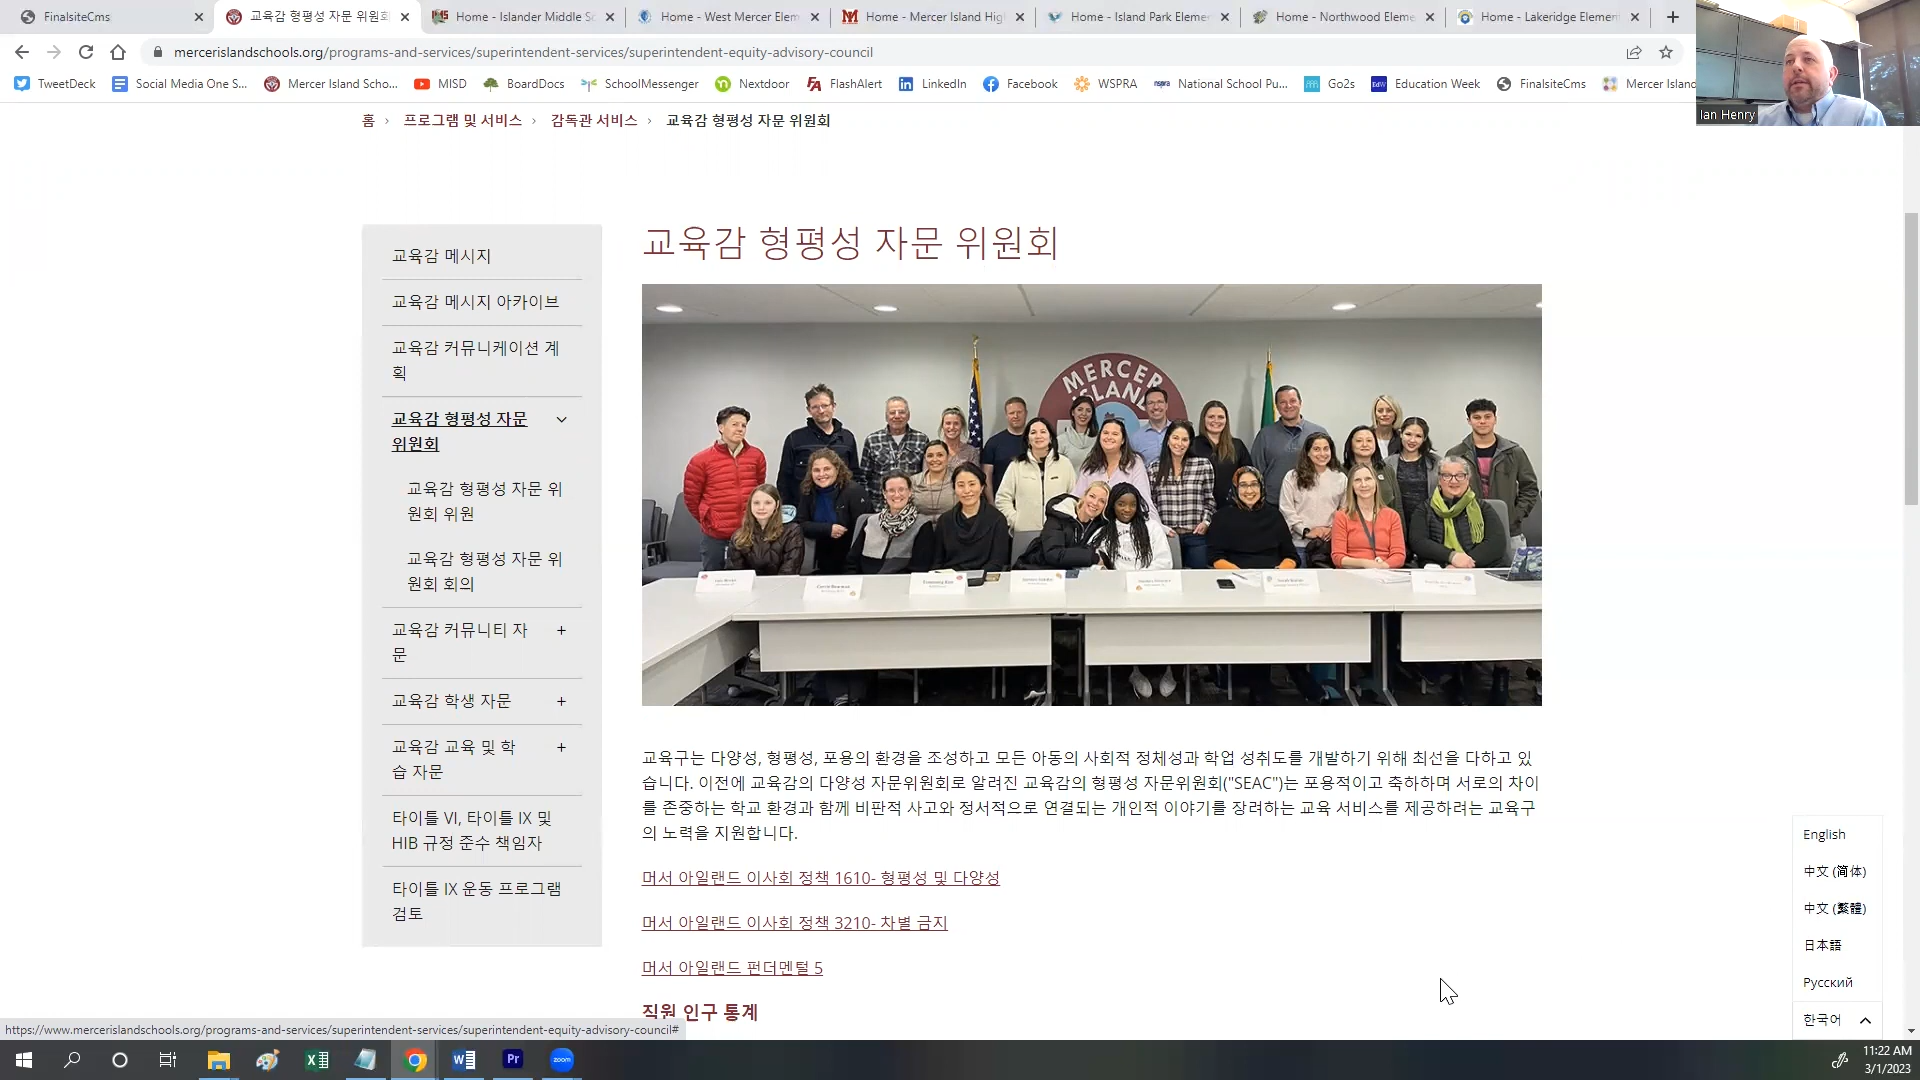 FinalsiteCms
교육감 형평성 자문 위원회
Home - Islander Middle Sc
Home - West Mercer Elem
Home - Mercer Island Hig
Home - Island Park Eleme
Home - Northwood Eleme
Home - Lakeridge Elemen
mercerislandschools.org/programs-and-services/superintendent-services/superintendent-equity-advisory-council
TweetDeck
Social Media One S...
Mercer Island Scho...
MISD
BoardDocs
SchoolMessenger
Nextdoor
FlashAlert
LinkedIn
Facebook
WSPRA
National School Pu...
Go2s
Education Week
FinalsiteCms
Mercer Island
Ian Henry
홈 › 프로그램 및 서비스 › 감독관 서비스 › 교육감 형평성 자문 위원회
교육감 메시지
교육감 메시지 아카이브
교육감 커뮤니케이션 계
획
교육감 형평성 자문
위원회
교육감 형평성 자문 위
원회 위원
교육감 형평성 자문 위
원회 회의
교육감 커뮤니티 자
문
교육감 학생 자문
교육감 교육 및 학
습 자문
타이틀 VI, 타이틀 IX 및
HIB 규정 준수 책임자
타이틀 IX 운동 프로그램
검토
교육감 형평성 자문 위원회
MERCER
ISLAND
교육구는 다양성, 형평성, 포용의 환경을 조성하고 모든 아동의 사회적 정체성과 학업 성취도를 개발하기 위해 최선을 다하고 있
습니다. 이전에 교육감의 다양성 자문위원회로 알려진 교육감의 형평성 자문위원회("SEAC")는 포용적이고 축하하며 서로의 차이
를 존중하는 학교 환경과 함께 비판적 사고와 정서적으로 연결되는 개인적 이야기를 장려하는 교육 서비스를 제공하려는 교육구
의 노력을 지원합니다.
머서 아일랜드 이사회 정책 1610- 형평성 및 다양성
머서 아일랜드 이사회 정책 3210- 차별 금지
머서 아일랜드 펀더멘털 5
직원 인구 통계
English
中文 (简体)
中文 (繁體)
日本語
Русский
한국어
https://www.mercerislandschools.org/programs-and-services/superintendent-services/superintendent-equity-advisory-council#
Pr
zoom
11:22 AM
3/1/2023